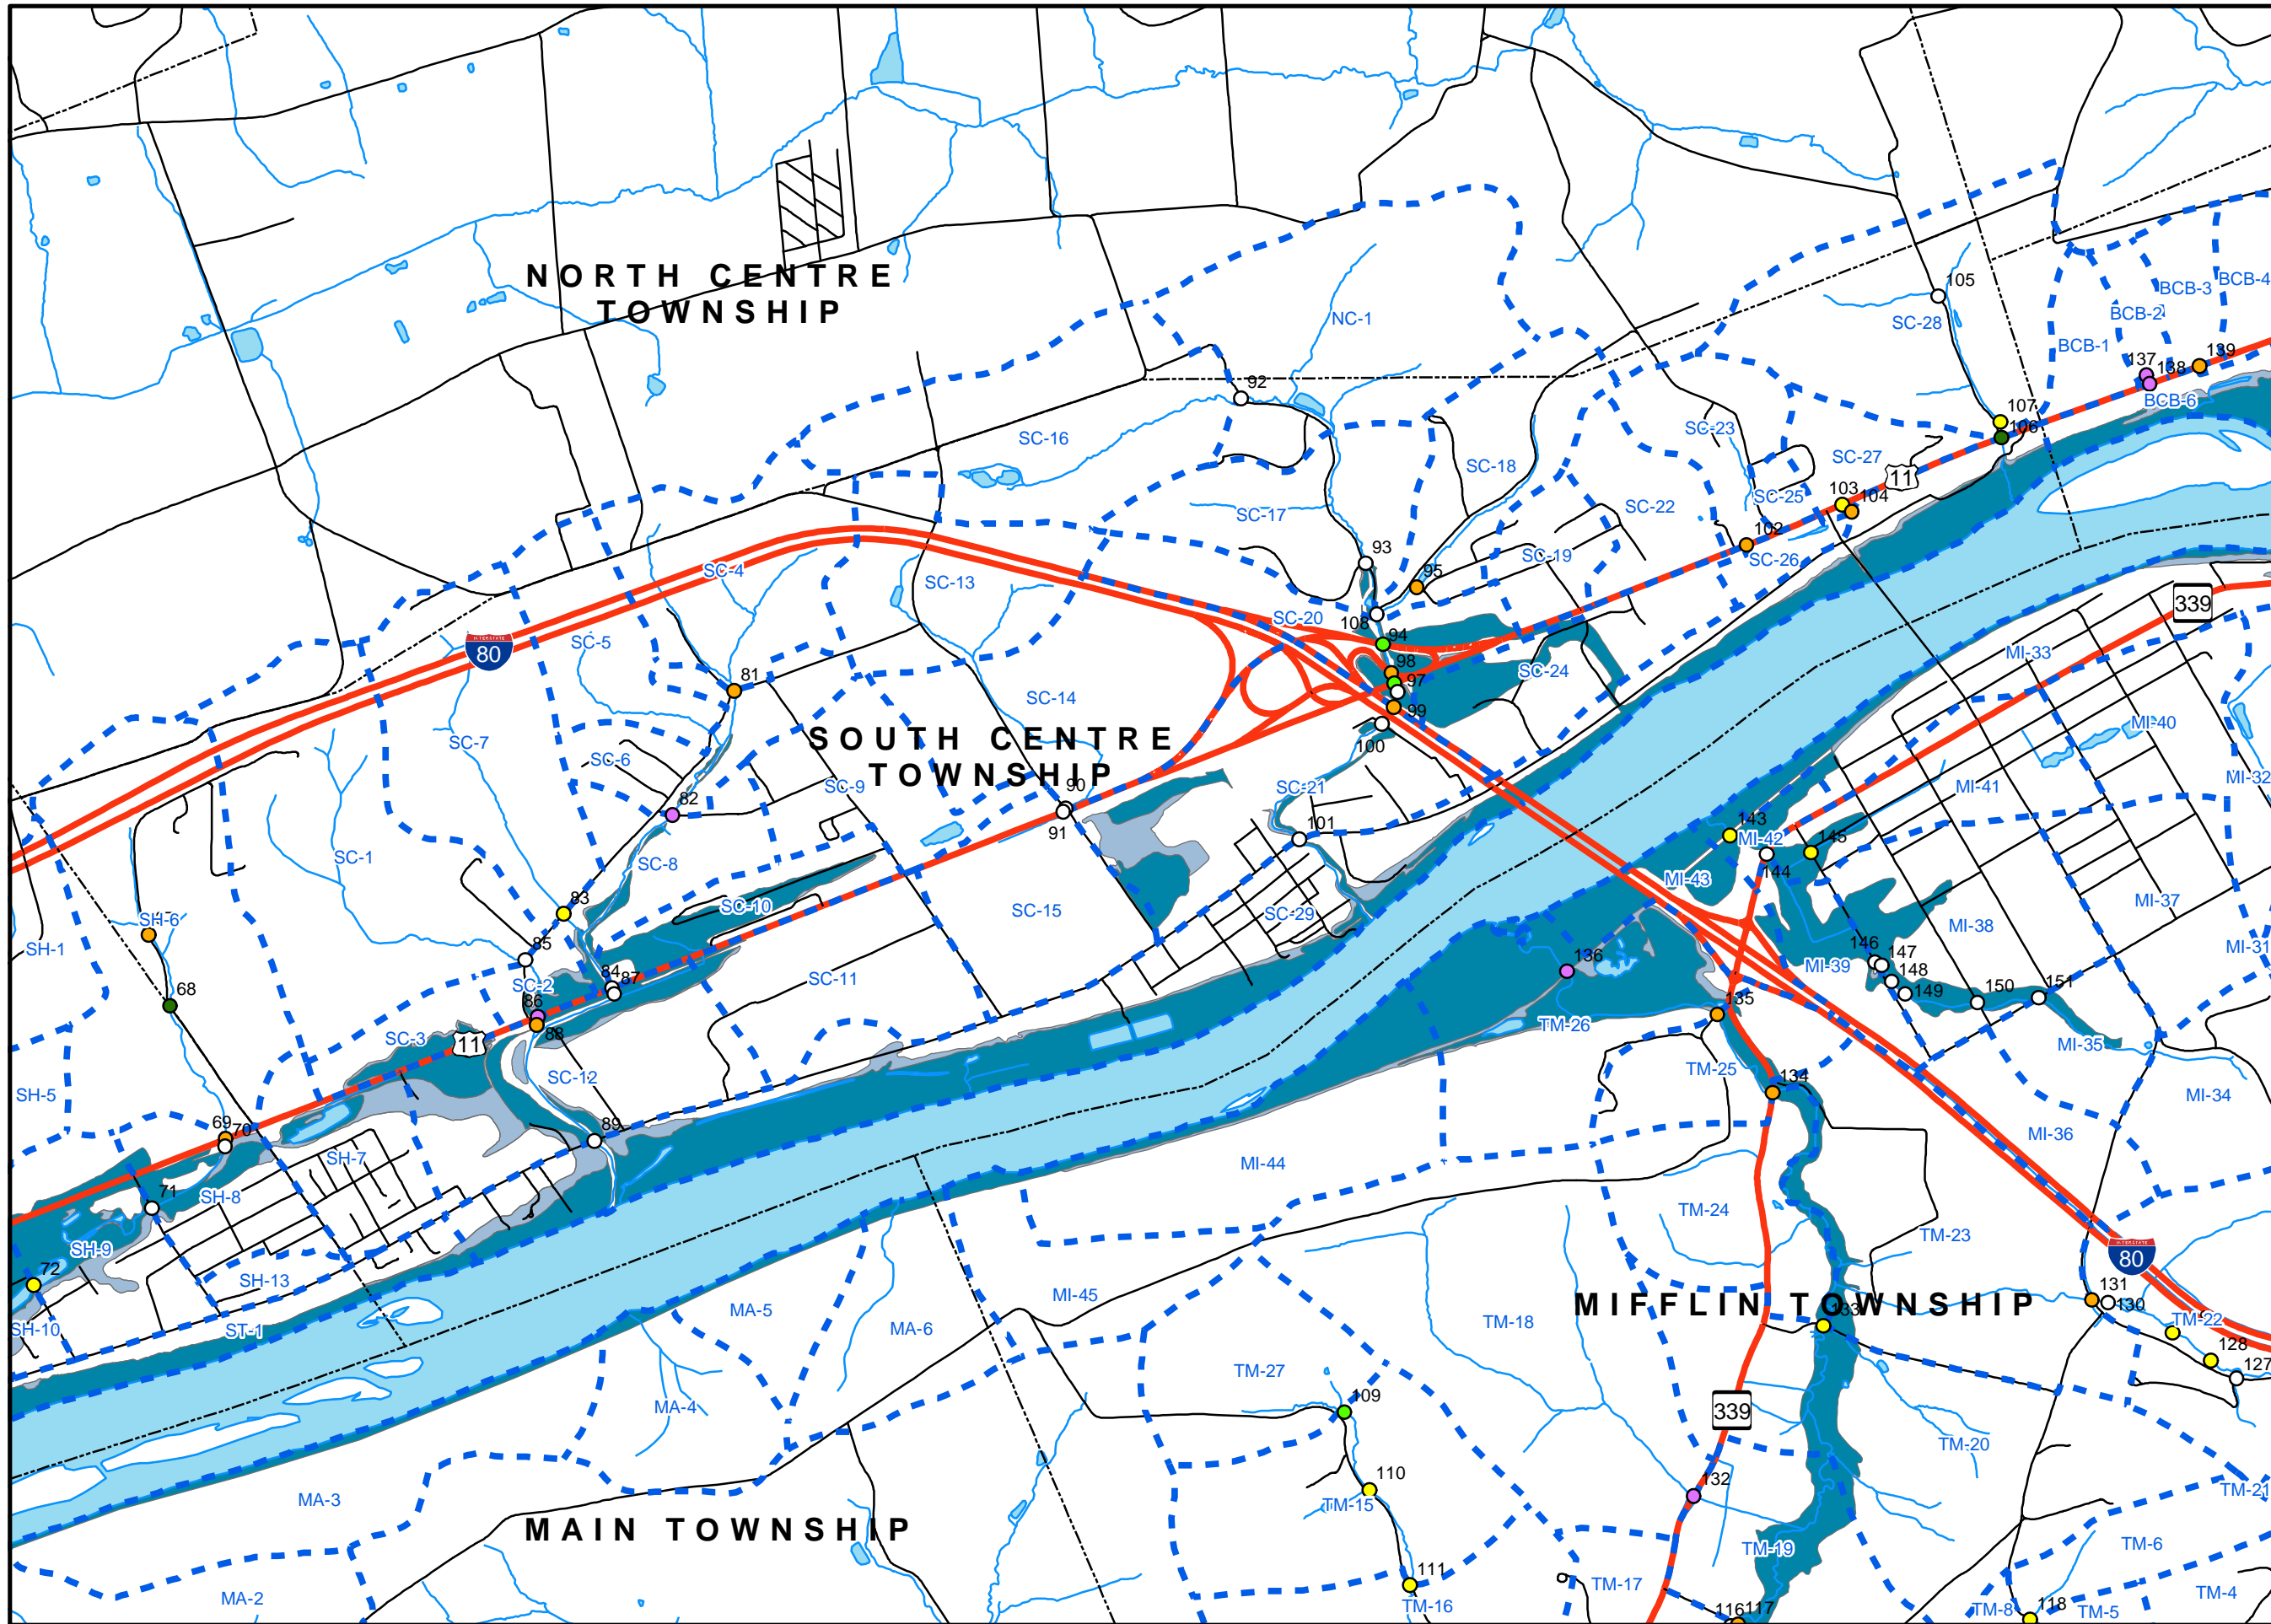 NORTH CENTRE
TOWNSHIP
NC-1
105
SC-28
BCB-4
BCB-3
BCB-2
BCB-1
137
138
139
BCB-6
92
107
106
SC-16
SC-23
SC-18
SC-27
11
SC-17
SC-22
SC-25
103
104
102
SC-26
93
SC-19
95
SC-4
SC-13
SC-20
108
94
339
INTERSTATE
80
SC-5
98
97
99
100
SC-24
MI-33
81
SC-14
MI-40
SC-7
SOUTH CENTRE
TOWNSHIP
SC-6
SC-9
82
90
91
SC-21
101
MI-32
MI-41
143
MI-42
145
144
SC-1
SC-8
MI-43
83
SC-10
SC-15
SC-29
MI-37
SH-6
SH-1
MI-38
85
146
147
148
149
150
151
MI-31
84
87
SC-2
86
88
SC-11
136
MI-39
68
135
TM-26
SC-3
11
MI-35
SC-12
TM-25
134
SH-5
MI-34
69
70
89
MI-36
SH-7
MI-44
71
SH-8
TM-24
TM-23
SH-9
INTERSTATE
80
72
SH-13
MI-45
MA-5
MIFFLIN TOWNSHIP
133
131
130
SH-10
ST-1
MA-6
TM-18
TM-22
128
127
TM-27
109
MA-4
339
TM-20
110
132
TM-15
TM-21
MA-3
MAIN TOWNSHIP
TM-19
TM-6
111
TM-17
MA-2
TM-16
116
117
TM-8
118
TM-5
TM-4